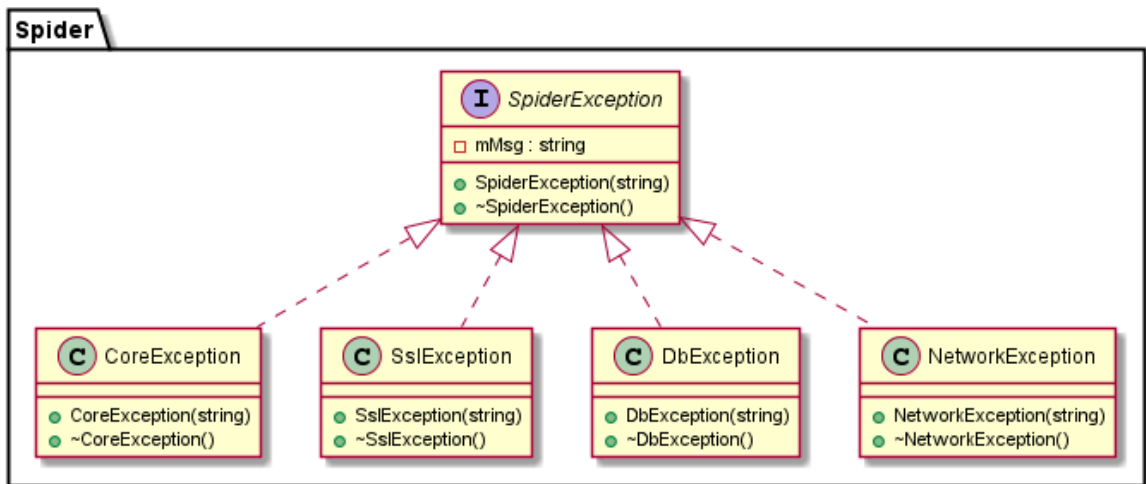 Spider
I SpiderException
mMsg : string
SpiderException(string)
~SpiderException()
C CoreException
CoreException(string)
~CoreException()
C SslException
SslException(string)
~SslException()
C DbException
DbException(string)
~DbException()
C NetworkException
NetworkException(string)
~NetworkException()